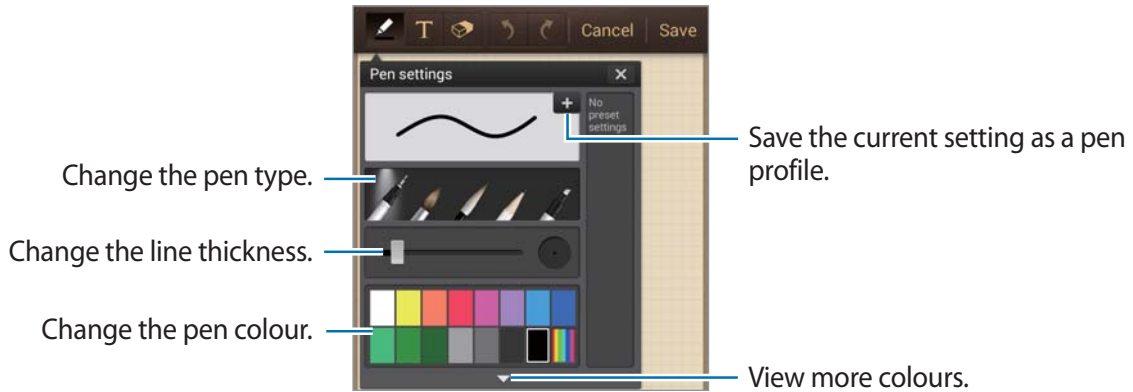 T
Cancel
Save
Pen settings
No
preset
settings
Save the current setting as a pen
profile.
Change the pen type.
Change the line thickness.
Change the pen colour.
View more colours.